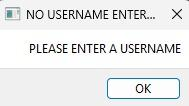 NO USERNAME ENTER...
PLEASE ENTER A USERNAME
OK